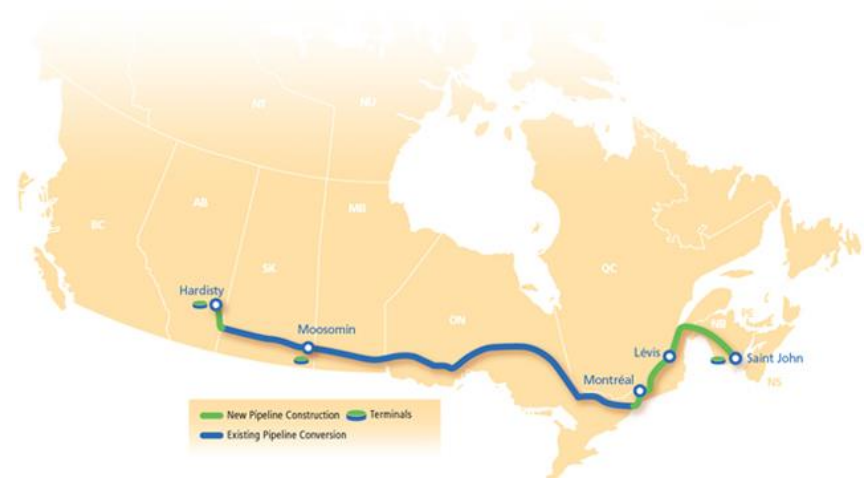 NT
NU
BC
AB
SK
MB
ON
QC
NB
PE
NS
Hardisty
Moosomin
Montréal
Lévis
Saint John
New Pipeline Construction
Terminals
Existing Pipeline Conversion